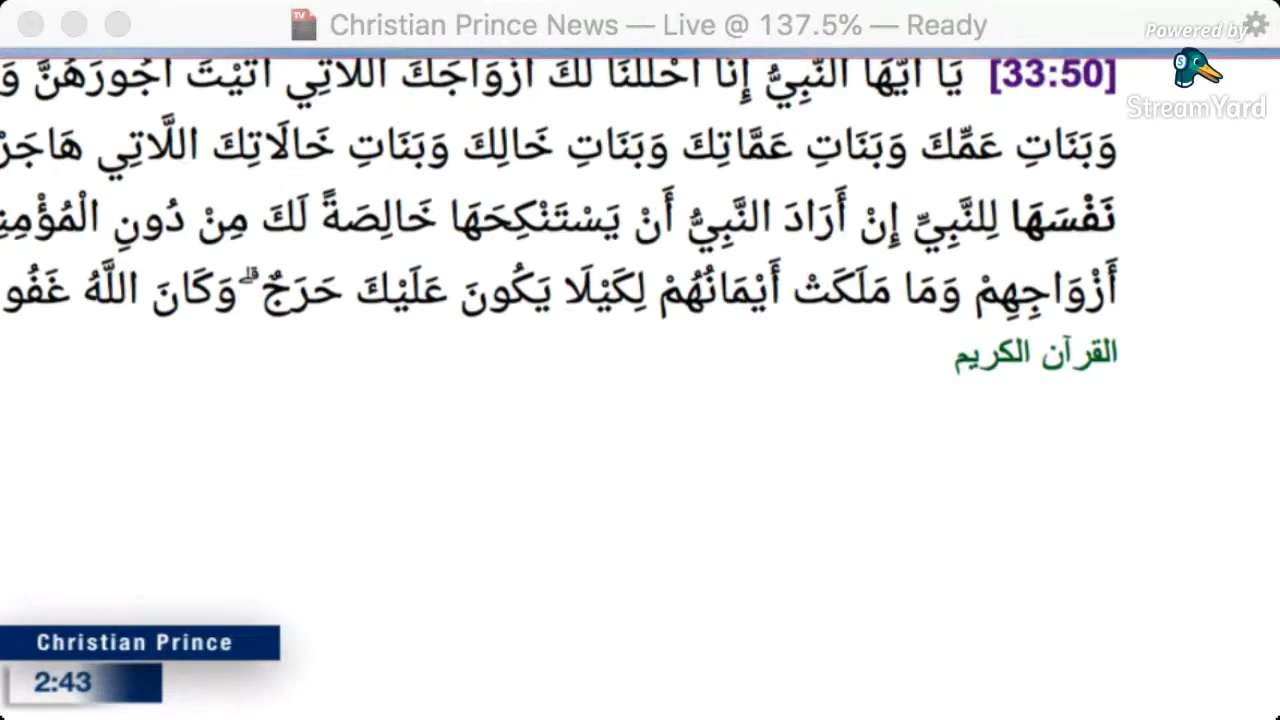 Christian Prince News — Live @ 137.5% — Ready
Powered by
StreamYard
[33:50] يَا أَيُّهَا النَّبِيُّ إِنَّا أَحْلَلْنَا لَكَ أَزْوَاجَكَ اللَّاتِي آتَيْتَ أُجُورَهُنَّ وَ
وَبَنَاتِ عَمِّكَ وَبَنَاتِ عَمَّاتِكَ وَبَنَاتِ خَالِكَ وَبَنَاتِ خَالَاتِكَ اللَّاتِي هَاجَرْ
نَفْسَهَا لِلنَّبِيِّ إِنْ أَرَادَ النَّبِيُّ أَنْ يَسْتَنْكِحَهَا خَالِصَةً لَكَ مِنْ دُونِ الْمُؤْمِنِ
أَزْوَاجِهِمْ وَمَا مَلَكَتْ أَيْمَانُهُمْ لِكَيْلَا يَكُونَ عَلَيْكَ حَرَجٌ ۗ وَكَانَ اللَّهُ غَفُو
القرآن الكريم
Christian Prince
2:43